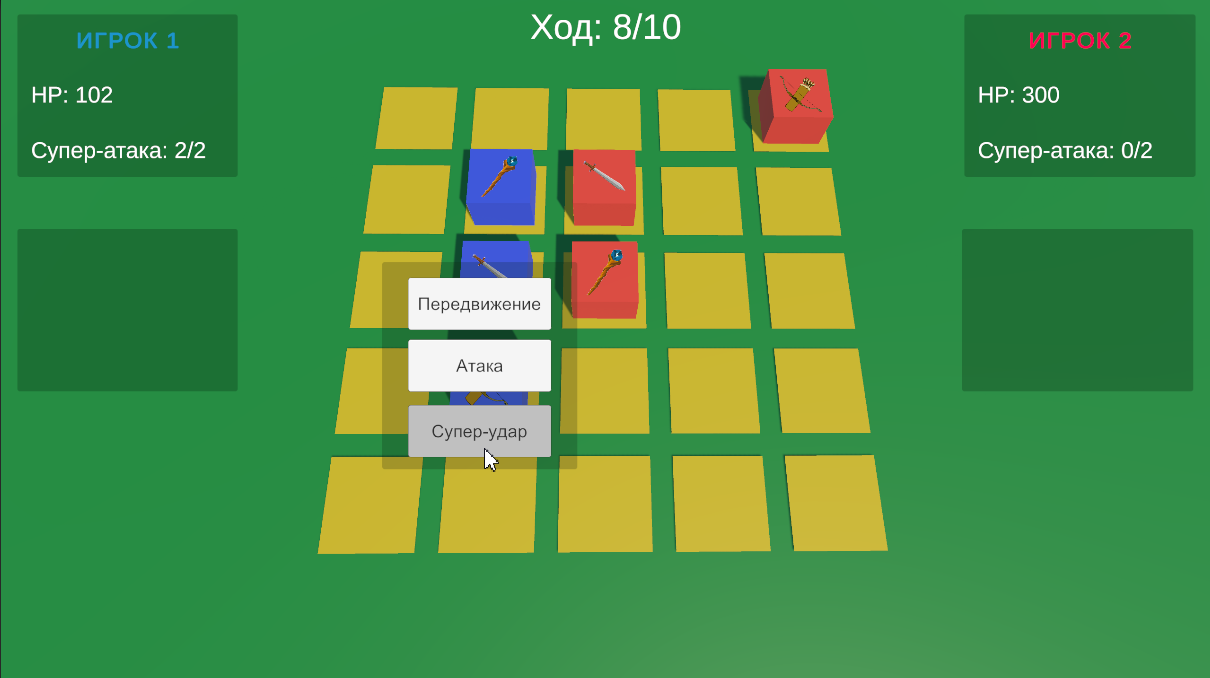 Ход: 8/10
ИГРОК 1
HP: 102
Супер-атака: 2/2
ИГРОК 2
HP: 300
Супер-атака: 0/2
Передвижение
Атака
Супер-удар